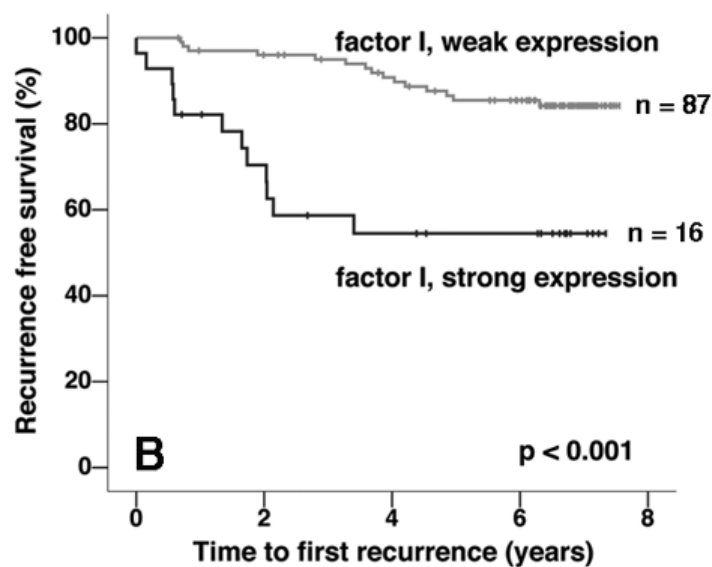 Recurrence free survival (%)
100
80
60
40
20
0
factor I, weak expression
n = 87
n = 16
factor I, strong expression
B
p < 0.001
0 2 4 6 8
Time to first recurrence (years)